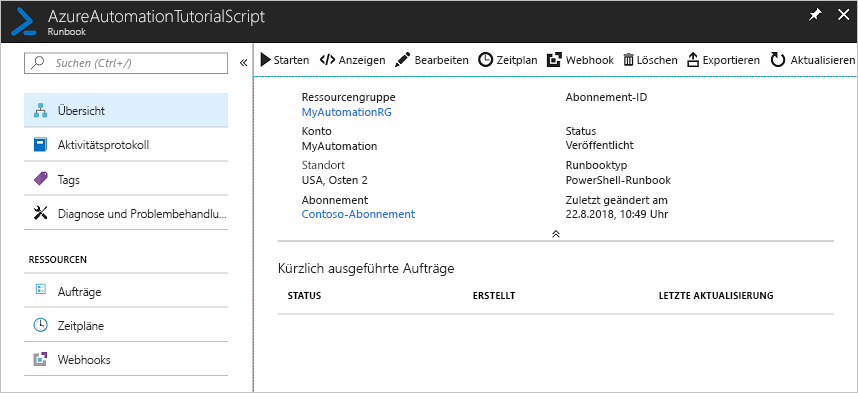 AzureAutomationTutorialScript
Runbook
Suchen (Ctrl+/)
Übersicht
Aktivitätsprotokoll
Tags
Diagnose und Problembehandlu...
RESSOURCEN
Aufträge
Zeitpläne
Webhooks
Starten Anzeigen Bearbeiten Zeitplan Webhook Löschen Exportieren Aktualisieren
Ressourcengruppe
MyAutomationRG
Konto
MyAutomation
Standort
USA, Osten 2
Abonnement
Contoso-Abonnement
Abonnement-ID
Status
Veröffentlicht
Runbooktyp
PowerShell-Runbook
Zuletzt geändert am
22.8.2018, 10:49 Uhr
Kürzlich ausgeführte Aufträge
STATUS ERSTELLT LETZTE AKTUALISIERUNG